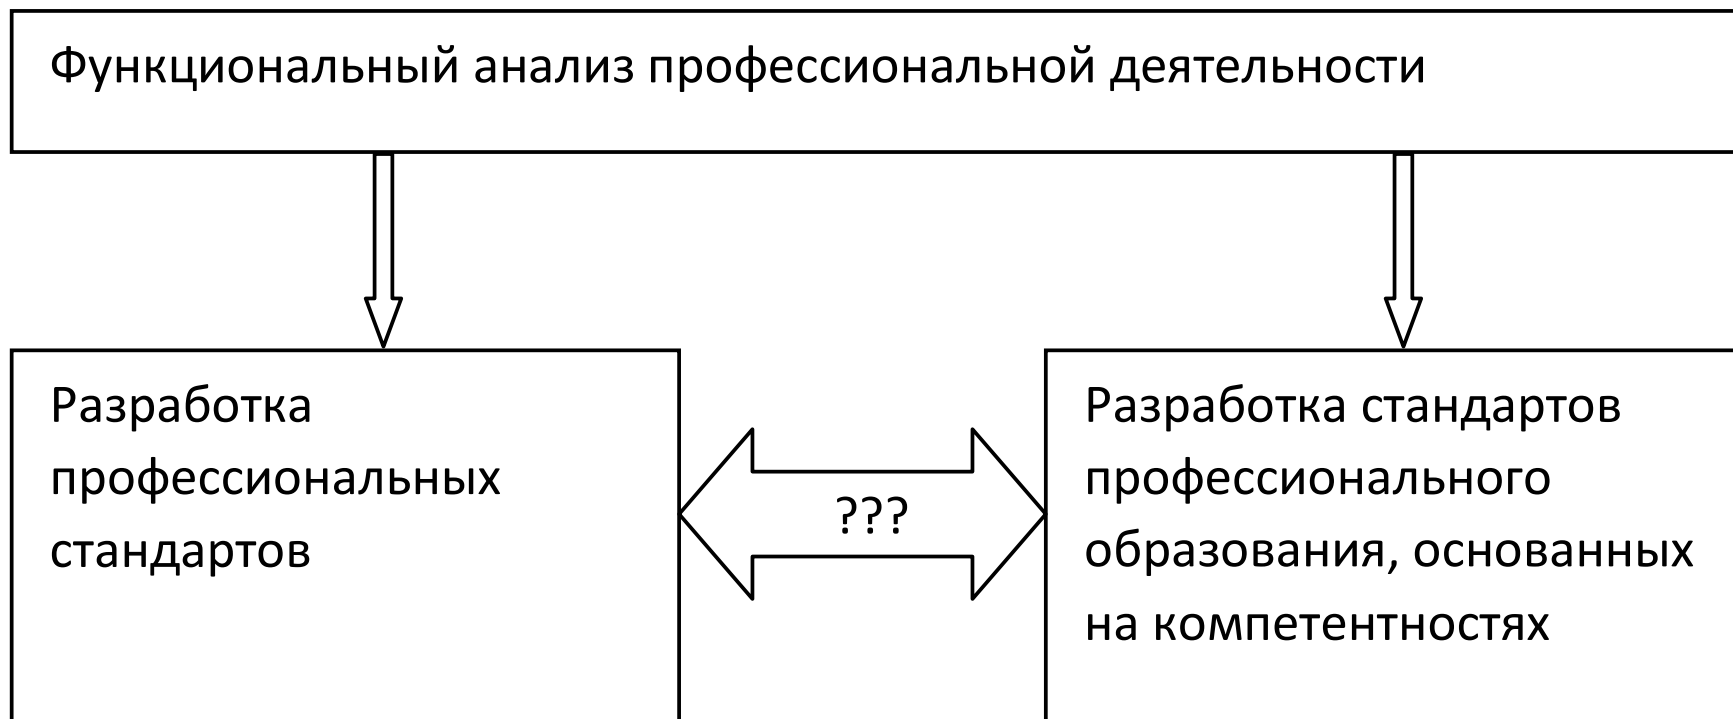 Функциональный анализ профессиональной деятельности
Разработка
профессиональных
стандартов
???
Разработка стандартов
профессионального
образования, основанных
на компетентностях